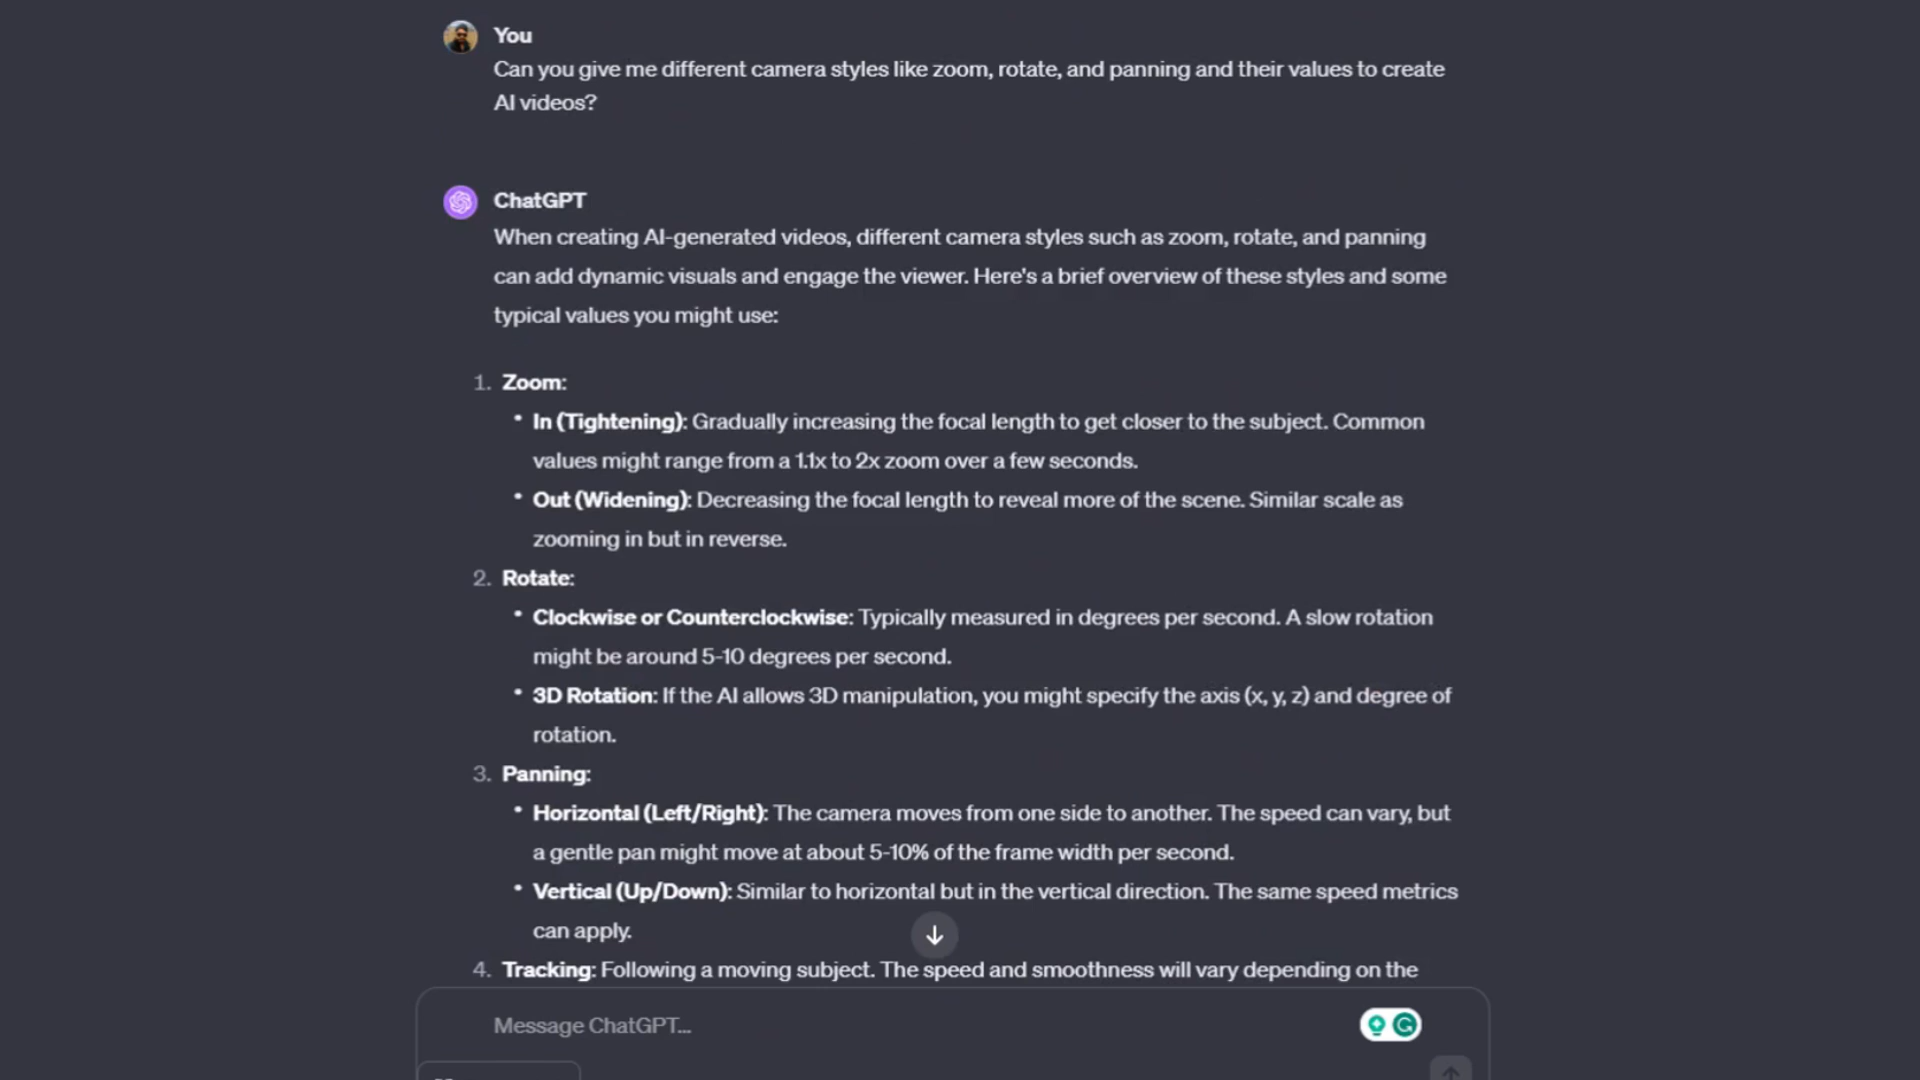 You
Can you give me different camera styles like zoom, rotate, and panning and their values to create
AI videos?
ChatGPT
When creating AI-generated videos, different camera styles such as zoom, rotate, and panning
can add dynamic visuals and engage the viewer. Here's a brief overview of these styles and some
typical values you might use:
1. Zoom:
• In (Tightening): Gradually increasing the focal length to get closer to the subject. Common
values might range from a 1.1x to 2x zoom over a few seconds.
• Out (Widening): Decreasing the focal length to reveal more of the scene. Similar scale as
zooming in but in reverse.
2. Rotate:
• Clockwise or Counterclockwise: Typically measured in degrees per second. A slow rotation
might be around 5-10 degrees per second.
• 3D Rotation: If the AI allows 3D manipulation, you might specify the axis (x, y, z) and degree of
rotation.
3. Panning:
• Horizontal (Left/Right): The camera moves from one side to another. The speed can vary, but
a gentle pan might move at about 5-10% of the frame width per second.
• Vertical (Up/Down): Similar to horizontal but in the vertical direction. The same speed metrics
can apply.
4. Tracking: Following a moving subject. The speed and smoothness will vary depending on the
Message ChatGPT...